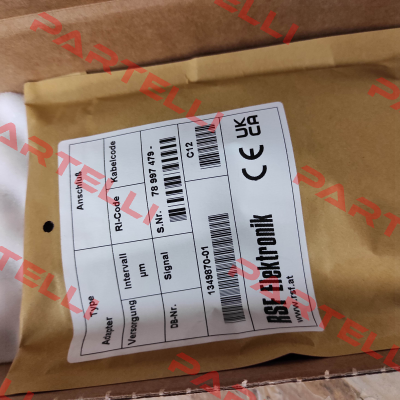 Type
Adapter
Anschluß
Versorgung
Intervall
RI-Code
Kabelcode
µm
Signal
S.Nr. 78 997 479 -
DB-Nr.
C12
1349870-01
RSF Elektronik
www.rsf.at
CE
UK
CA
PARTELLI
PARTELLI
PARTELLI
PARTELLI
PARTELLI